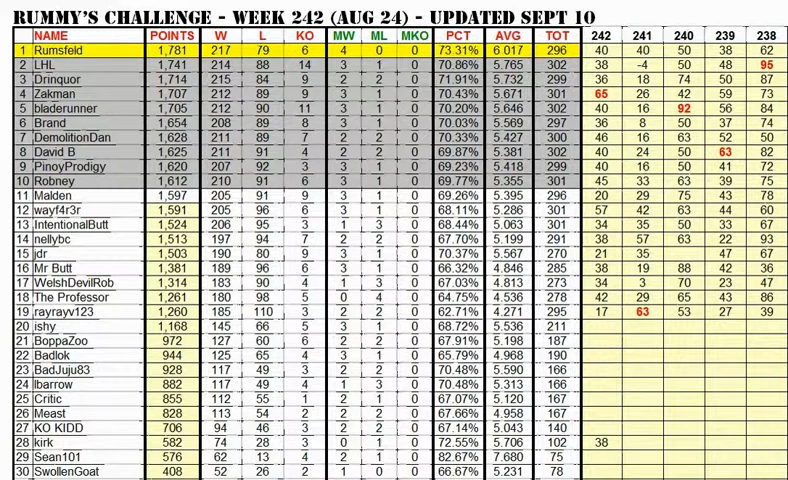 RUMMY'S CHALLENGE - WEEK 242 (AUG 24) - UPDATED SEPT 10
NAME POINTS W L KO MW ML MKO PCT AVG TOT 242 241 240 239 238
1 Rumsfeld 1,781 217 79 6 4 0 0 73.31% 6.017 296 40 40 50 38 62
2 LHL 1,741 214 88 14 3 1 0 70.86% 5.765 302 38 -4 50 48 95
3 Drinquor 1,714 215 84 9 2 2 0 71.91% 5.732 299 36 18 74 50 87
4 Zakman 1,707 212 89 9 3 1 0 70.43% 5.671 301 65 26 42 59 73
5 bladerunner 1,705 212 90 11 3 1 0 70.20% 5.646 302 40 16 92 56 84
6 Brand 1,654 208 89 8 3 1 0 70.03% 5.569 297 36 8 50 37 74
7 DemolitionDan 1,628 211 89 7 2 2 0 70.33% 5.427 300 46 16 63 52 50
8 David B 1,625 211 91 4 2 2 0 69.87% 5.381 302 40 24 50 63 82
9 PinoyProdigy 1,620 207 92 3 3 1 0 69.23% 5.418 299 40 16 50 41 72
10 Robney 1,612 210 91 6 3 1 0 69.77% 5.355 301 45 33 63 39 75
11 Malden 1,597 205 91 9 3 1 0 69.26% 5.395 296 20 29 75 43 78
12 wayf4r3r 1,591 205 96 6 3 1 0 68.11% 5.286 301 57 42 63 44 60
13 IntentionalButt 1,524 206 95 3 1 3 0 68.44% 5.063 301 34 35 50 33 67
14 nellybc 1,513 197 94 7 2 2 0 67.70% 5.199 291 38 57 63 22 93
15 jdr 1,503 190 80 9 3 1 0 70.37% 5.567 270 21 35 47 67
16 Mr Butt 1,381 189 96 6 3 1 0 66.32% 4.846 285 38 19 88 42 36
17 WelshDevilRob 1,314 183 90 4 1 3 0 67.03% 4.813 273 34 3 70 23 47
18 The Professor 1,261 180 98 5 0 4 0 64.75% 4.536 278 42 29 65 43 86
19 rayrayv123 1,260 185 110 3 2 2 0 62.71% 4.271 295 17 63 53 27 39
20 ishy 1,168 145 66 5 3 1 0 68.72% 5.536 211
21 BoppaZoo 972 127 60 6 2 2 0 67.91% 5.198 187
22 Badlok 944 125 65 4 3 1 0 65.79% 4.968 190
23 BadJuju83 928 117 49 3 2 2 0 70.48% 5.590 166
24 lbarrow 882 117 49 4 1 3 0 70.48% 5.313 166
25 Critic 855 112 55 1 2 1 0 67.07% 5.120 167
26 Meast 828 113 54 2 2 2 0 67.66% 4.958 167
27 KO KIDD 706 94 46 3 2 2 0 67.14% 5.043 140
28 kirk 582 74 28 3 0 1 0 72.55% 5.706 102 38
29 Sean101 576 62 13 4 2 2 0 82.67% 7.680 75
30 SwollenGoat 408 52 26 2 1 0 0 66.67% 5.231 78